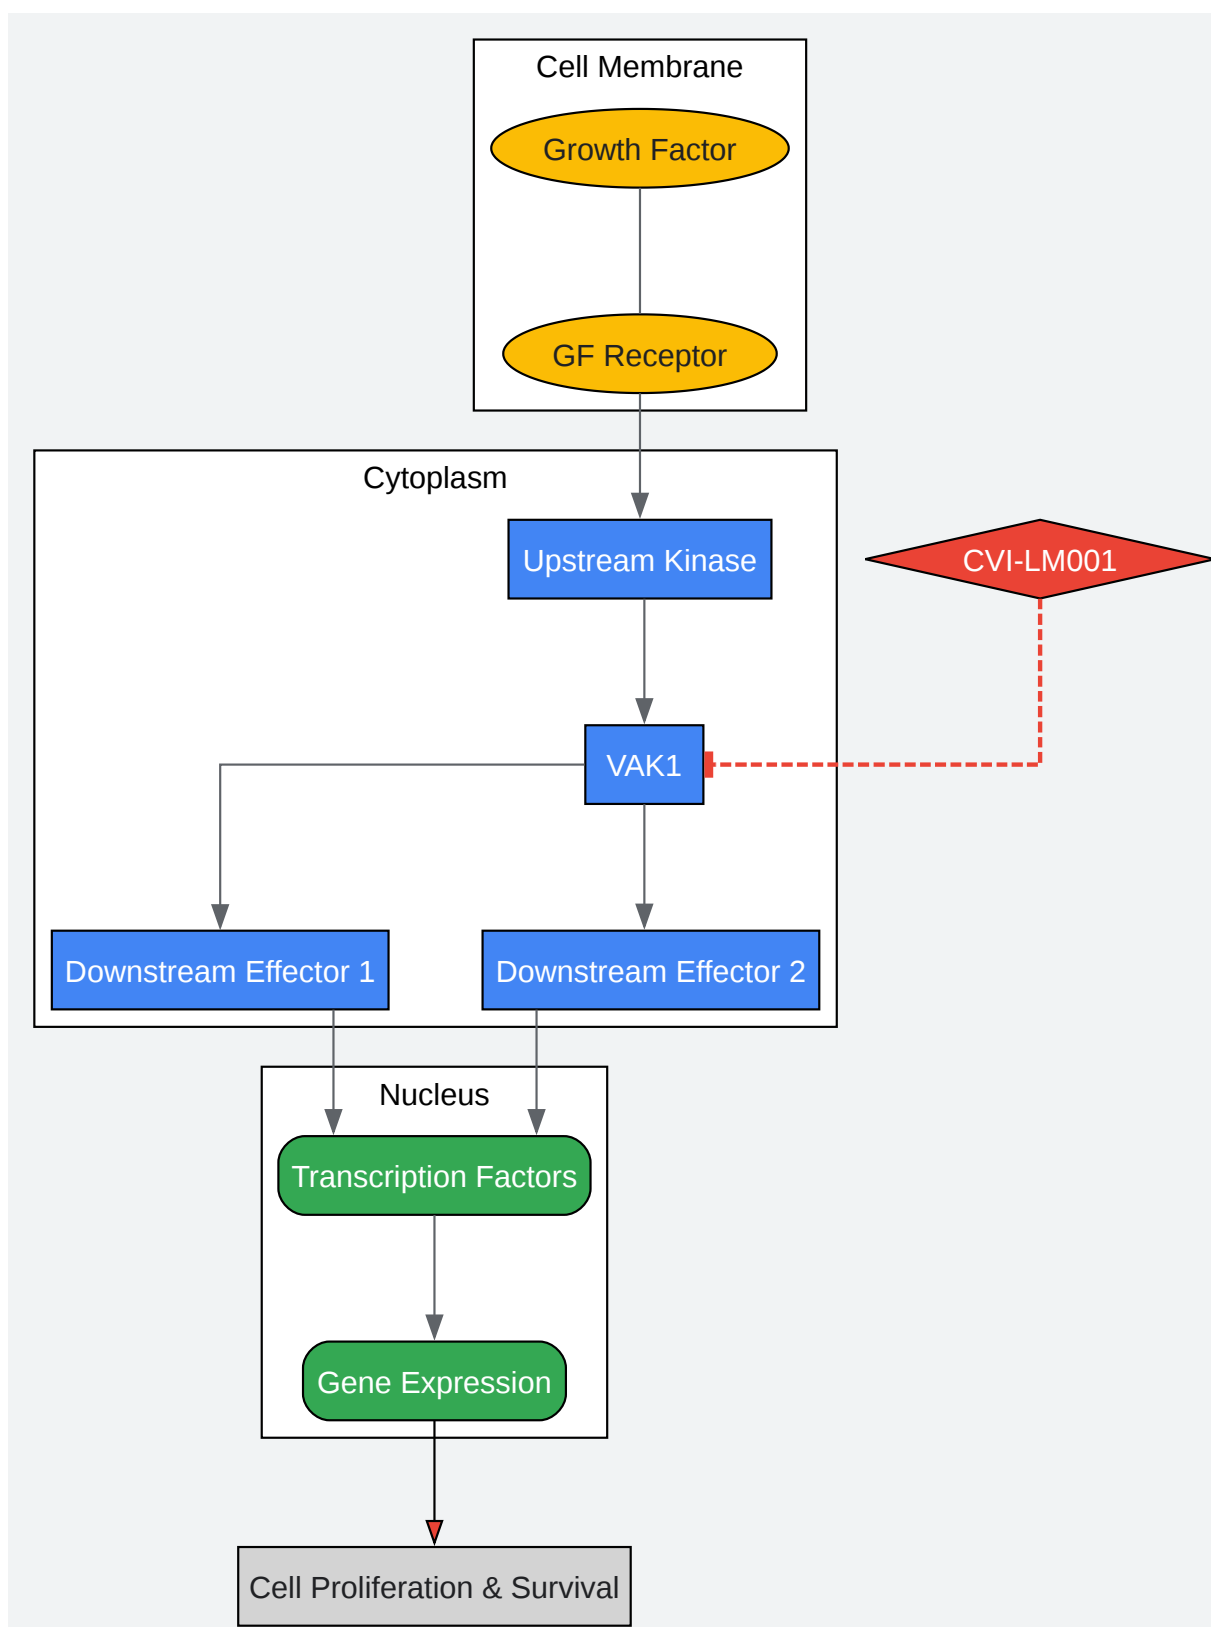 Cell Membrane
Growth Factor
GF Receptor
Cytoplasm
Upstream Kinase
CVI-LM001
VAK1
Downstream Effector 1
Downstream Effector 2
Nucleus
Transcription Factors
Gene Expression
Cell Proliferation & Survival